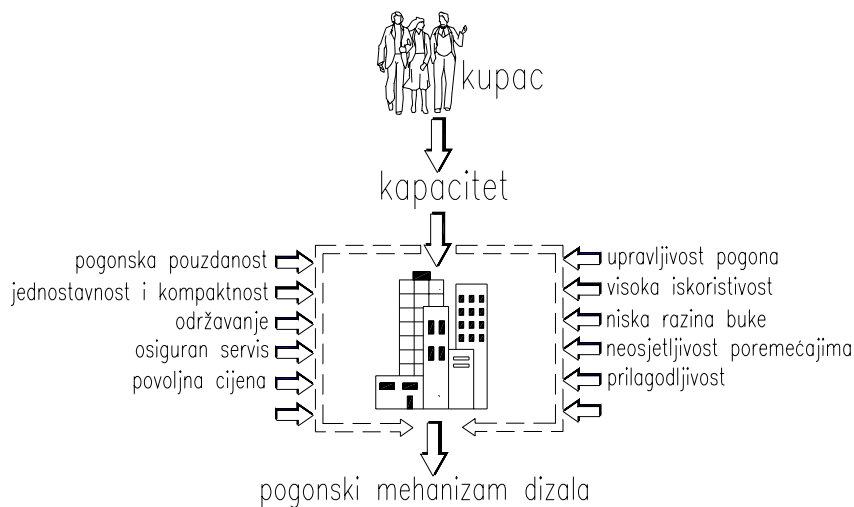 kupac
kapacitet
pogonska pouzdanost
jednostavnost i kompaktnost
održavanje
osiguran servis
povoljna cijena
upravljivost pogona
visoka iskoristivost
niska razina buke
neosjetljivost poremećajima
prilagodljivost
pogonski mehanizam dizala